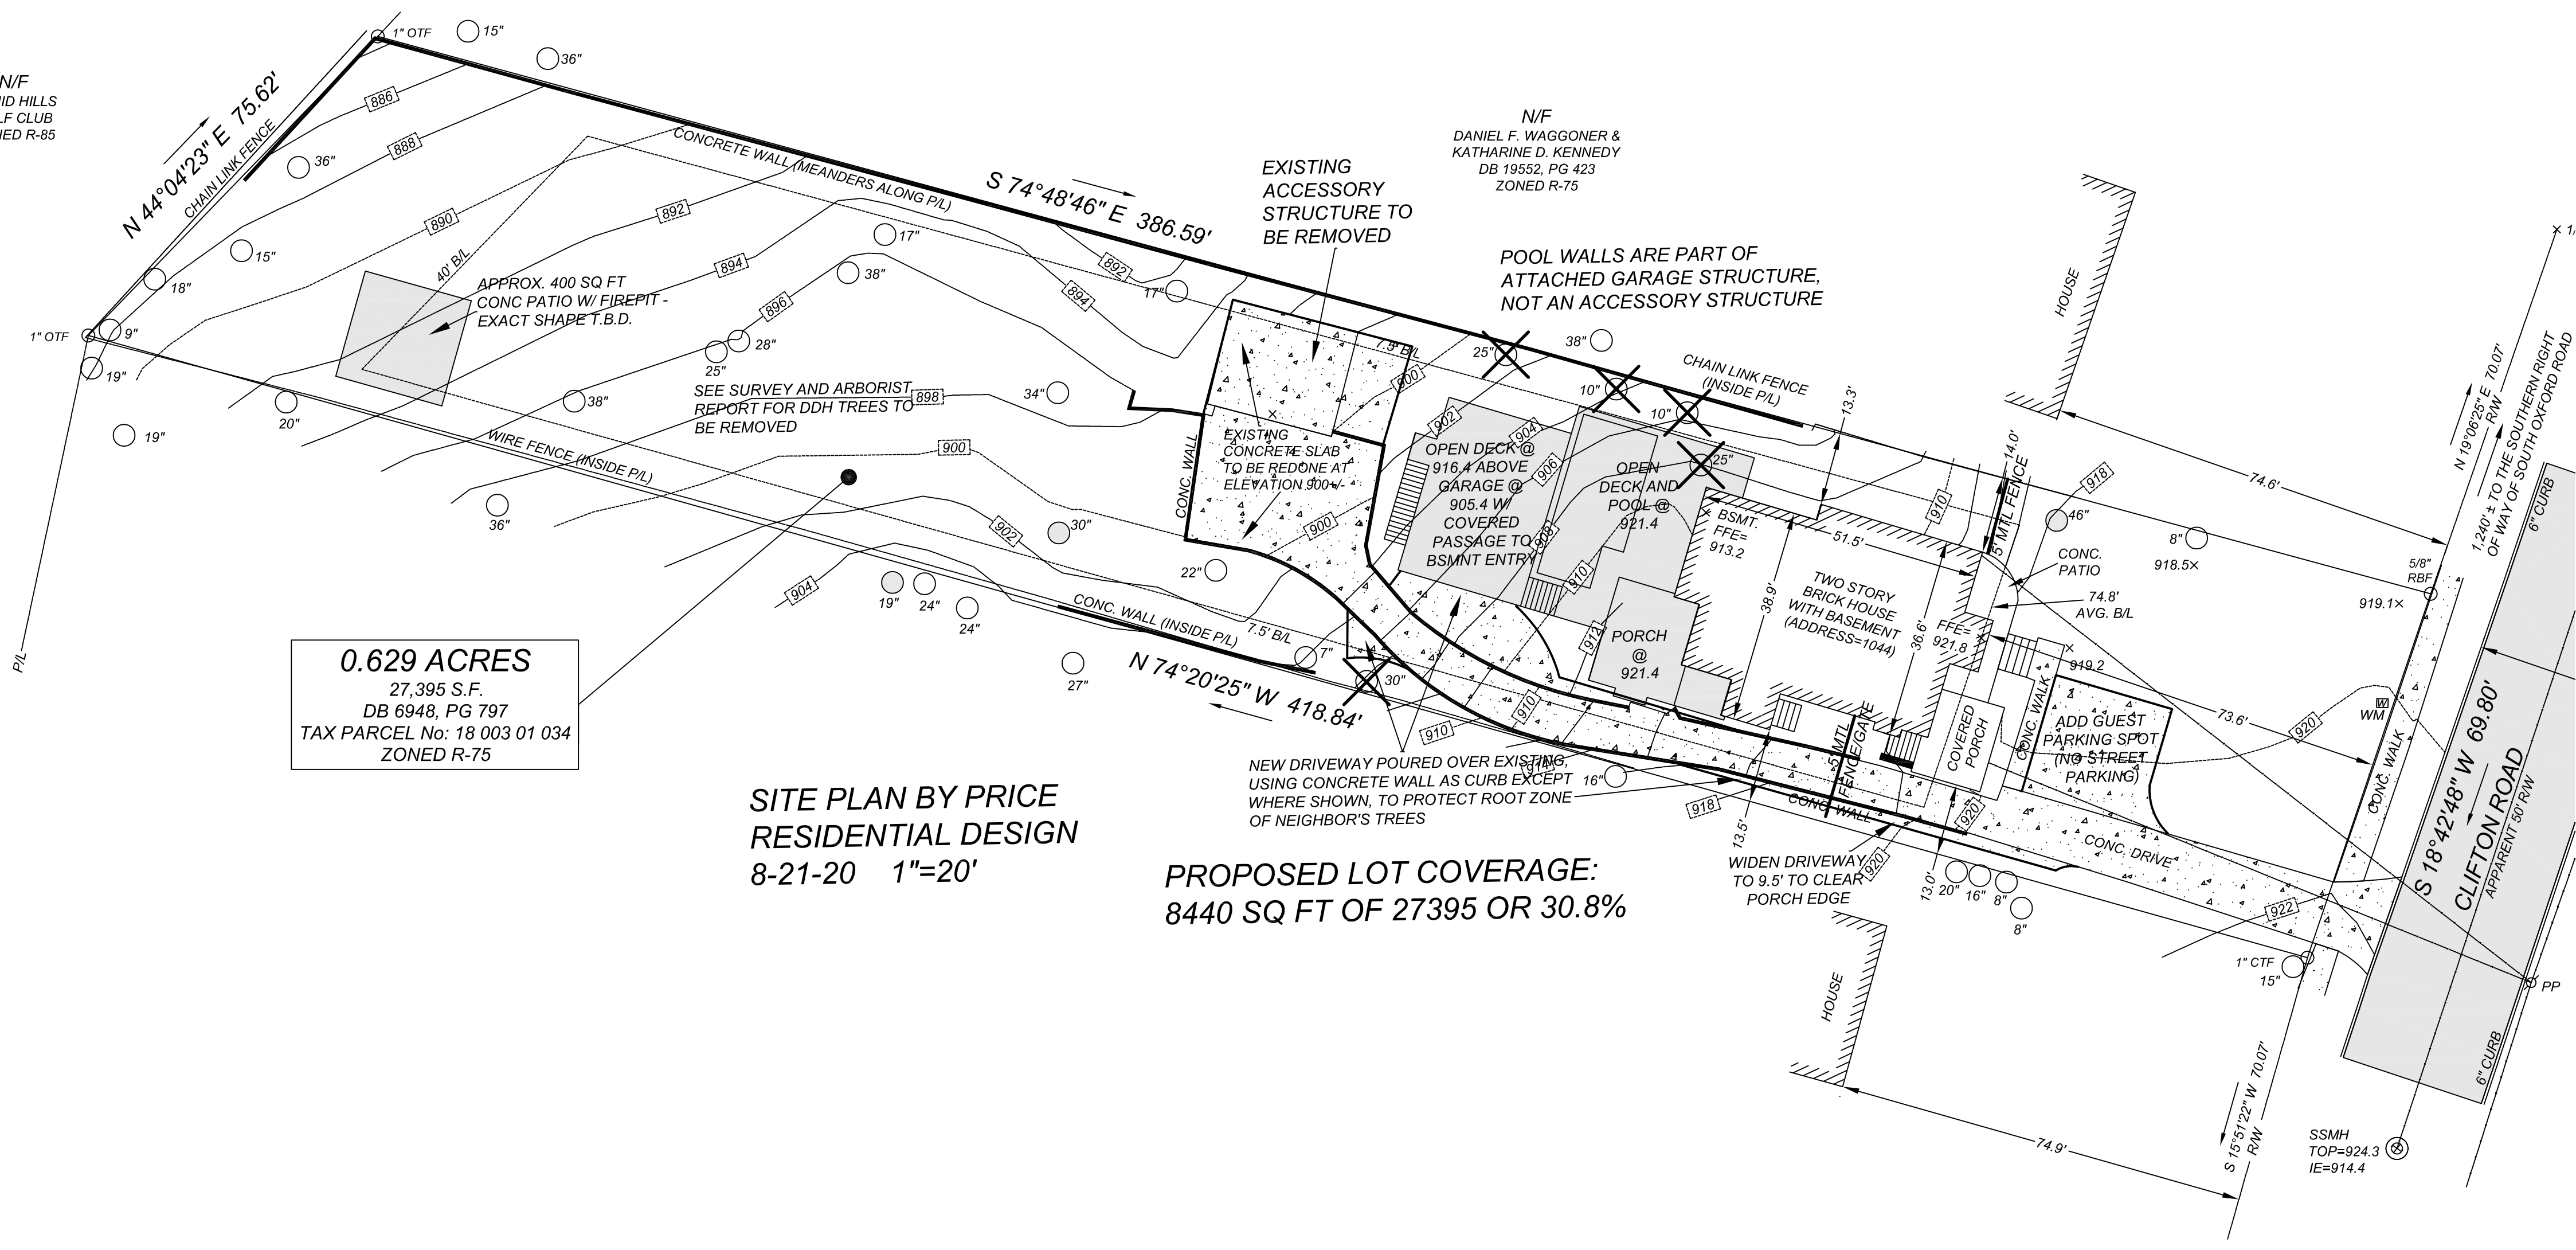 N/F
ID HILLS
LF CLUB
ED R-85
1" OTF
15"
36"
N 44°04'23" E 75.62'
CHAIN LINK FENCE
886
888
890
892
894
896
898
900
902
904
36"
15"
18"
9"
1" OTF
19"
19"
20"
40' B/L
APPROX. 400 SQ FT
CONC PATIO W/ FIREPIT -
EXACT SHAPE T.B.D.
CONCRETE WALL (MEANDERS ALONG P/L)
S 74°48'46" E 386.59'
17"
38"
28"
25"
38"
34"
17"
892
894
SEE SURVEY AND ARBORIST
REPORT FOR DDH TREES TO
BE REMOVED
WIRE FENCE (INSIDE P/L)
36"
30"
19"
24"
24"
27"
22"
P/L
0.629 ACRES
27,395 S.F.
DB 6948, PG 797
TAX PARCEL No: 18 003 01 034
ZONED R-75
SITE PLAN BY PRICE
RESIDENTIAL DESIGN
8-21-20 1"=20'
PROPOSED LOT COVERAGE:
8440 SQ FT OF 27395 OR 30.8%
EXISTING
ACCESSORY
STRUCTURE TO
BE REMOVED
N/F
DANIEL F. WAGGONER &
KATHARINE D. KENNEDY
DB 19552, PG 423
ZONED R-75
POOL WALLS ARE PART OF
ATTACHED GARAGE STRUCTURE,
NOT AN ACCESSORY STRUCTURE
EXISTING
CONCRETE SLAB
TO BE REDONE AT
ELEVATION 900+/-
CONC. WALL
7.5' B/L
25"
38"
10"
10"
25"
CHAIN LINK FENCE
(INSIDE P/L)
13.3'
900
902
904
906
908
910
912
900
OPEN DECK @
916.4 ABOVE
GARAGE @
905.4 W/
COVERED
PASSAGE TO
BSMNT ENTRY
OPEN
DECK AND
POOL @
921.4
BSMT.
FFE=
913.2
51.5'
38.9'
36.6'
TWO STORY
BRICK HOUSE
WITH BASEMENT
(ADDRESS=1044)
FFE=
921.8
PORCH
@
921.4
910
14.0'
5' MTL FENCE
46"
918
CONC.
PATIO
74.8'
AVG. B/L
919.2
8"
918.5×
919.1×
5/8"
RBF
HOUSE
74.6'
73.6'
CONC. WALL (INSIDE P/L)
7.5' B/L
N 74°20'25" W 418.84'
7"
30"
910
910
914
16"
918
NEW DRIVEWAY POURED OVER EXISTING,
USING CONCRETE WALL AS CURB EXCEPT
WHERE SHOWN, TO PROTECT ROOT ZONE
OF NEIGHBOR'S TREES
13.5'
5' MTL
FENCE/GATE
CONC. WALL
COVERED
PORCH
CONC. WALK
ADD GUEST
PARKING SPOT
(NO STREET
PARKING)
WIDEN DRIVEWAY
TO 9.5' TO CLEAR
PORCH EDGE
920
920
13.0'
20"
16"
8"
8"
CONC. DRIVE
922
920
WM
W
CONC. WALK
1" CTF
15"
HOUSE
74.9'
S 15°51'22" W 70.07'
R/W
S 18°42'48" W 69.80'
CLIFTON ROAD
APPARENT 50' R/W
6" CURB
6" CURB
N 19°06'25" E 70.07'
R/W
1,240' ± TO THE SOUTHERN RIGHT
OF WAY OF SOUTH OXFORD ROAD
PP
SSMH
TOP=924.3
IE=914.4